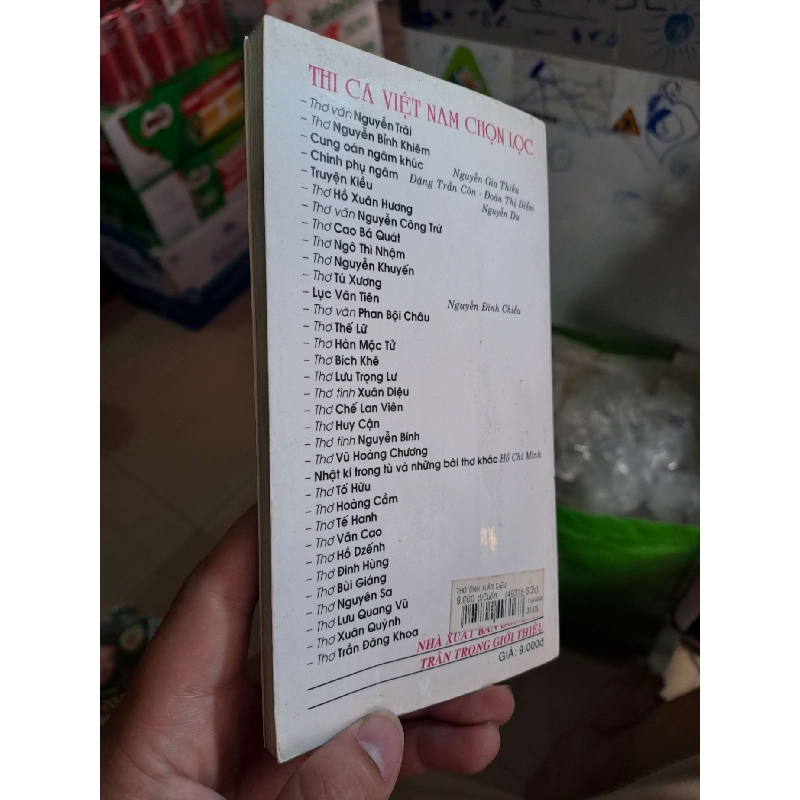 THI CA VIỆT NAM CHỌN LỌC
- Thơ văn Nguyễn Trãi
- Thơ Nguyễn Bỉnh Khiêm
- Cung oán ngâm khúc Nguyễn Gia Thiều
- Chinh phụ ngâm Đặng Trần Côn - Đoàn Thị Điểm
- Truyện Kiều Nguyễn Du
- Thơ Hồ Xuân Hương
- Thơ văn Nguyễn Công Trứ
- Thơ Cao Bá Quát
- Thơ Ngô Thì Nhậm
- Thơ Nguyễn Khuyến
- Thơ Tú Xương
- Lục Vân Tiên Nguyễn Đình Chiểu
- Thơ văn Phan Bội Châu
- Thơ Thế Lữ
- Thơ Hàn Mặc Tử
- Thơ Bích Khê
- Thơ Lưu Trọng Lư
- Thơ tình Xuân Diệu
- Thơ Chế Lan Viên
- Thơ Huy Cận
- Thơ tình Nguyễn Bính
- Thơ Vũ Hoàng Chương
- Nhật kí trong tù và những bài thơ khác Hồ Chí Minh
- Thơ Tố Hữu
- Thơ Hoàng Cầm
- Thơ Tế Hanh
- Thơ Văn Cao
- Thơ Hồ Dzếnh
- Thơ Đinh Hùng
- Thơ Bùi Giáng
- Thơ Nguyên Sa
- Thơ Lưu Quang Vũ
- Thơ Xuân Quỳnh
- Thơ Trần Đăng Khoa
THƠ TÌNH XUÂN DIỆU
9.000 đ/Cuốn
NHÀ XUẤT BẢN
TRÂN TRỌNG GIỚI THIỆU
GIÁ: 9.000đ
MILO